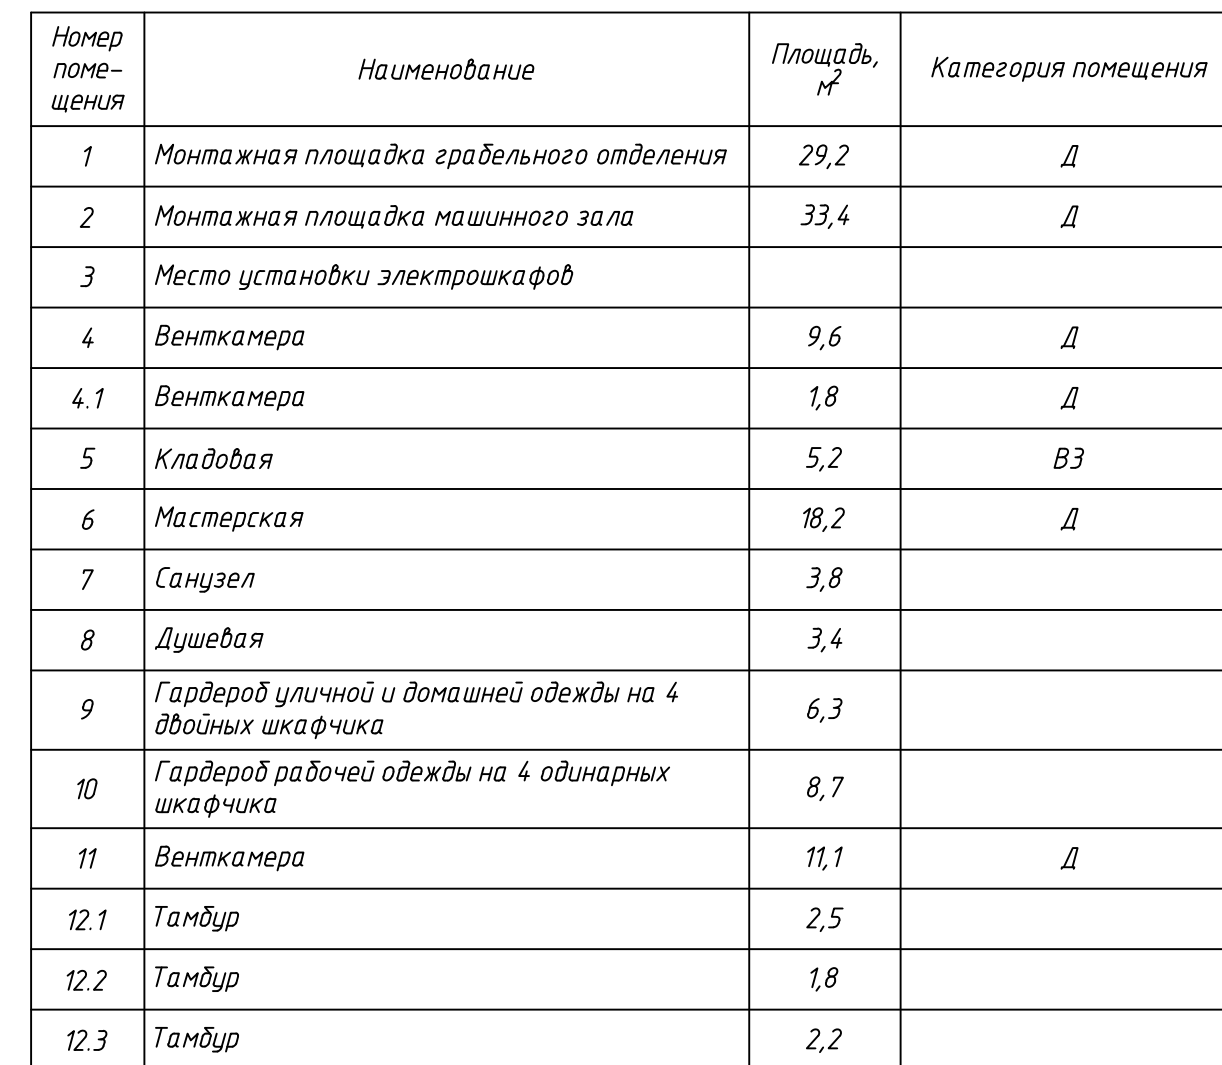 Номер
поме-
щения
Наименование
Площадь,
м2
Категория помещения
1 Монтажная площадка грабельного отделения 29,2 Д
2 Монтажная площадка машинного зала 33,4 Д
3 Место установки электрошкафов
4 Венткамера 9,6 Д
4.1 Венткамера 1,8 Д
5 Кладовая 5,2 В3
6 Мастерская 18,2 Д
7 Санузел 3,8
8 Душевая 3,4
9 Гардероб уличной и домашней одежды на 4
двойных шкафчика 6,3
10 Гардероб рабочей одежды на 4 одинарных
шкафчика 8,7
11 Венткамера 11,1 Д
12.1 Тамбур 2,5
12.2 Тамбур 1,8
12.3 Тамбур 2,2